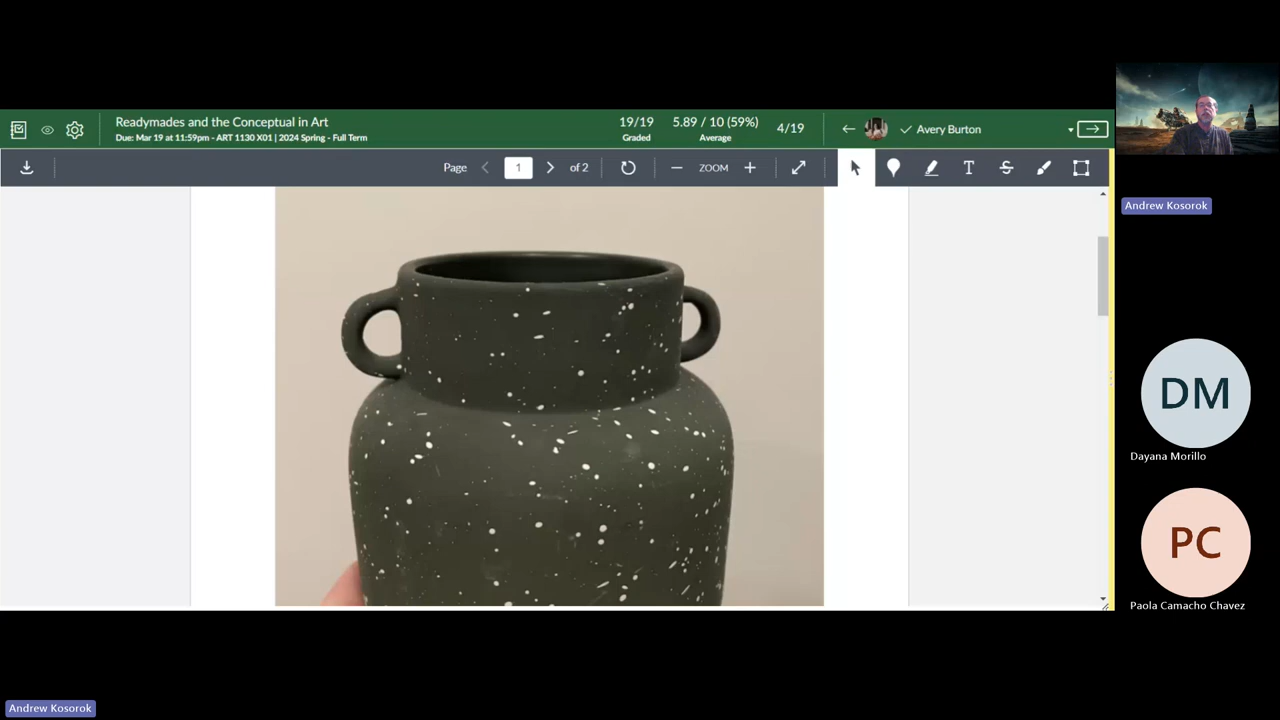 Readymades and the Conceptual in Art
Due: Mar 19 at 11:59pm - ART 1130 X01 | 2024 Spring - Full Term
19/19
Graded
5.89 / 10 (59%)
Average
4/19
Avery Burton
Page
1
of 2
ZOOM
T
S
Andrew Kosorok
DM
Dayana Morillo
PC
Paola Camacho Chavez
Andrew Kosorok